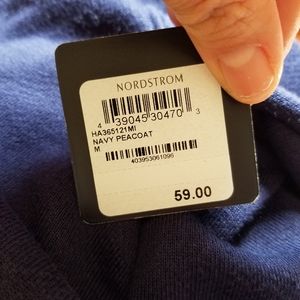 NORDSTROM
4 39045 30470 3
HA365121MI
NAVY PEACOAT
M
403953061096
59.00